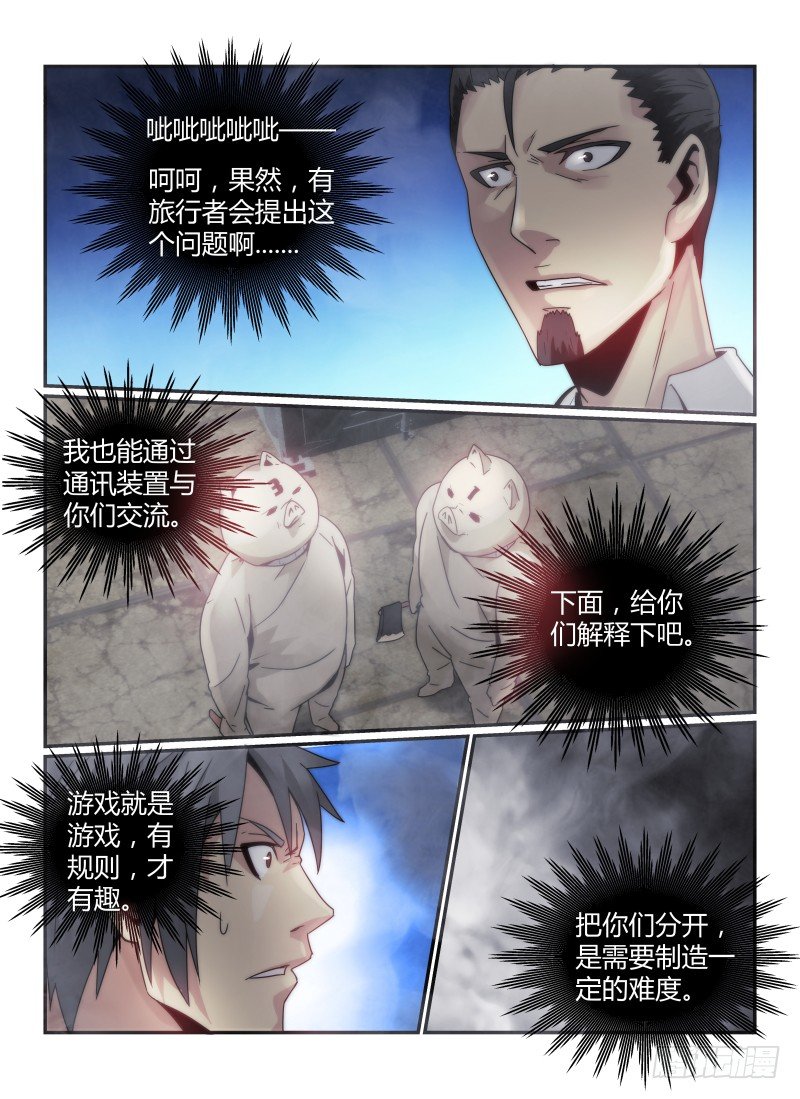 呲呲呲呲呲——
呵呵，果然，有
旅行者会提出这
个问题啊.......
我也能通过
通讯装置与
你们交流。
3
1
下面，给你
们解释下吧。
游戏就是
游戏，有
规则，才
有趣。
把你们分开，
是需要制造一
定的难度。